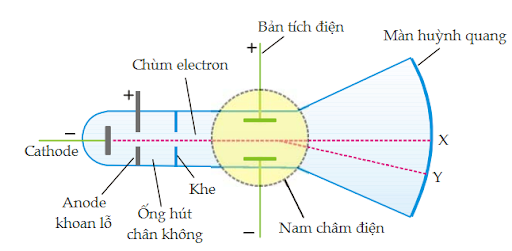 Bản tích điện
+
Màn huỳnh quang
Chùm electron
+
−
X
Cathode
Y
Khe
Anode
khoan lỗ
Ống hút
chân không
Nam châm điện
−